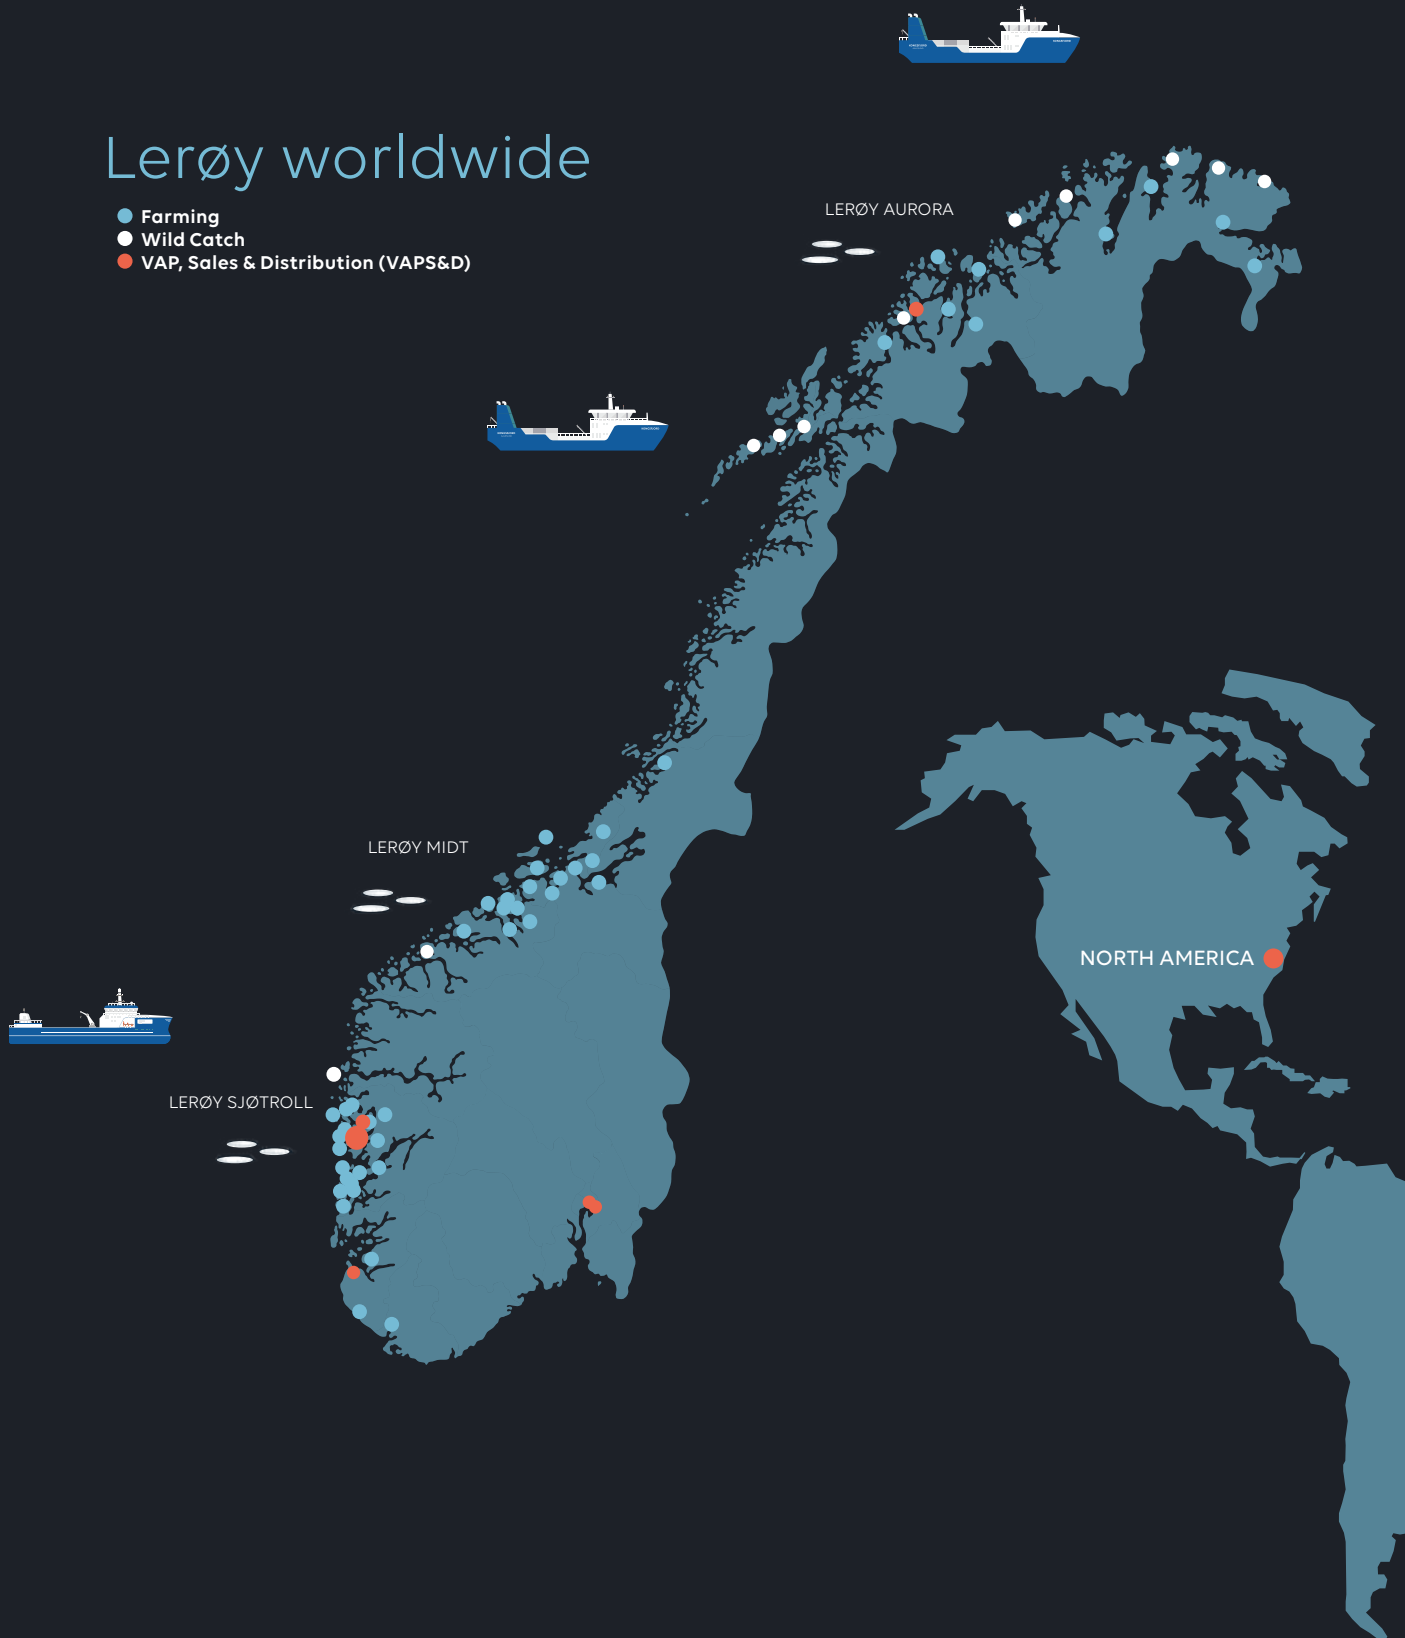 Lerøy worldwide
Farming
Wild Catch
VAP, Sales & Distribution (VAPS&D)
LERØY AURORA
LERØY MIDT
NORTH AMERICA
LERØY SJØTROLL